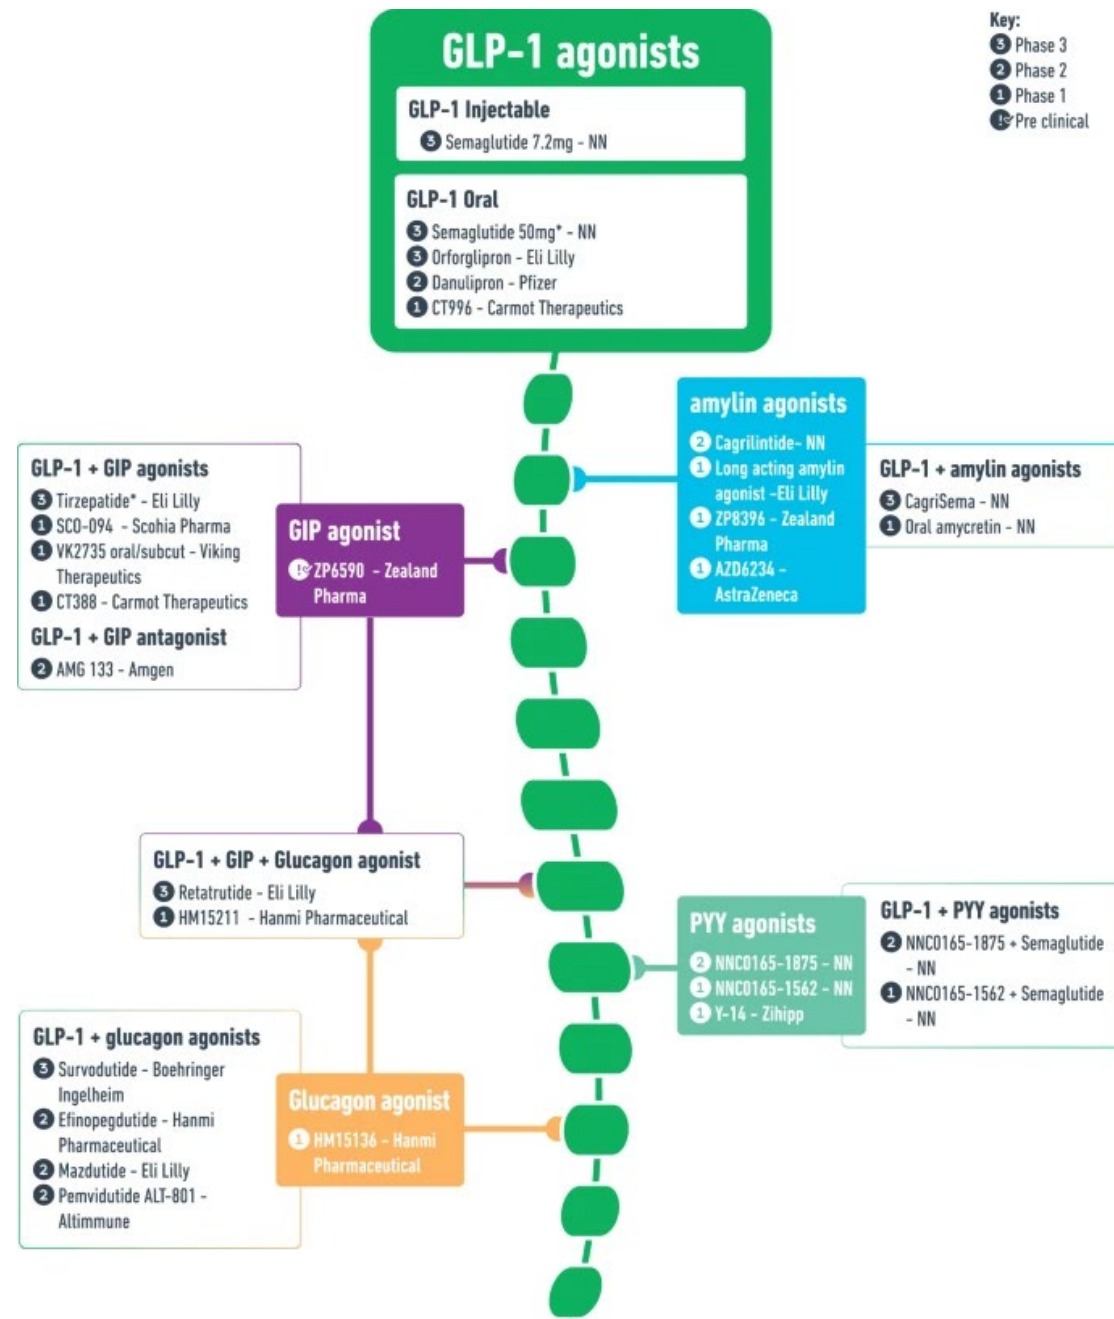 GLP-1 agonists
GLP-1 Injectable
3 Semaglutide 7.2mg - NN
GLP-1 Oral
3 Semaglutide 50mg* - NN
3 Orforglipron - Eli Lilly
2 Danulipron - Pfizer
1 CT996 - Carmot Therapeutics
Key:
3 Phase 3
2 Phase 2
1 Phase 1
Pre clinical
amylin agonists
2 Cagrilintide- NN
1 Long acting amylin
agonist -Eli Lilly
1 ZP8396 - Zealand
Pharma
1 AZD6234 -
AstraZeneca
GLP-1 + amylin agonists
3 CagriSema - NN
1 Oral amycretin - NN
GLP-1 + GIP agonists
3 Tirzepatide* - Eli Lilly
1 SCO-094 - Scohia Pharma
1 VK2735 oral/subcut - Viking
Therapeutics
1 CT388 - Carmot Therapeutics
GLP-1 + GIP antagonist
2 AMG 133 - Amgen
GIP agonist
ZP6590 - Zealand
Pharma
GLP-1 + GIP + Glucagon agonist
3 Retatrutide - Eli Lilly
1 HM15211 - Hanmi Pharmaceutical
PYY agonists
2 NNC0165-1875 - NN
1 NNC0165-1562 - NN
1 Y-14 - Zihipp
GLP-1 + PYY agonists
2 NNC0165-1875 + Semaglutide
- NN
1 NNC0165-1562 + Semaglutide
- NN
GLP-1 + glucagon agonists
3 Survodutide - Boehringer
Ingelheim
2 Efinopegdutide - Hanmi
Pharmaceutical
2 Mazdutide - Eli Lilly
2 Pemvidutide ALT-801 -
Altimmune
Glucagon agonist
1 HM15136 - Hanmi
Pharmaceutical